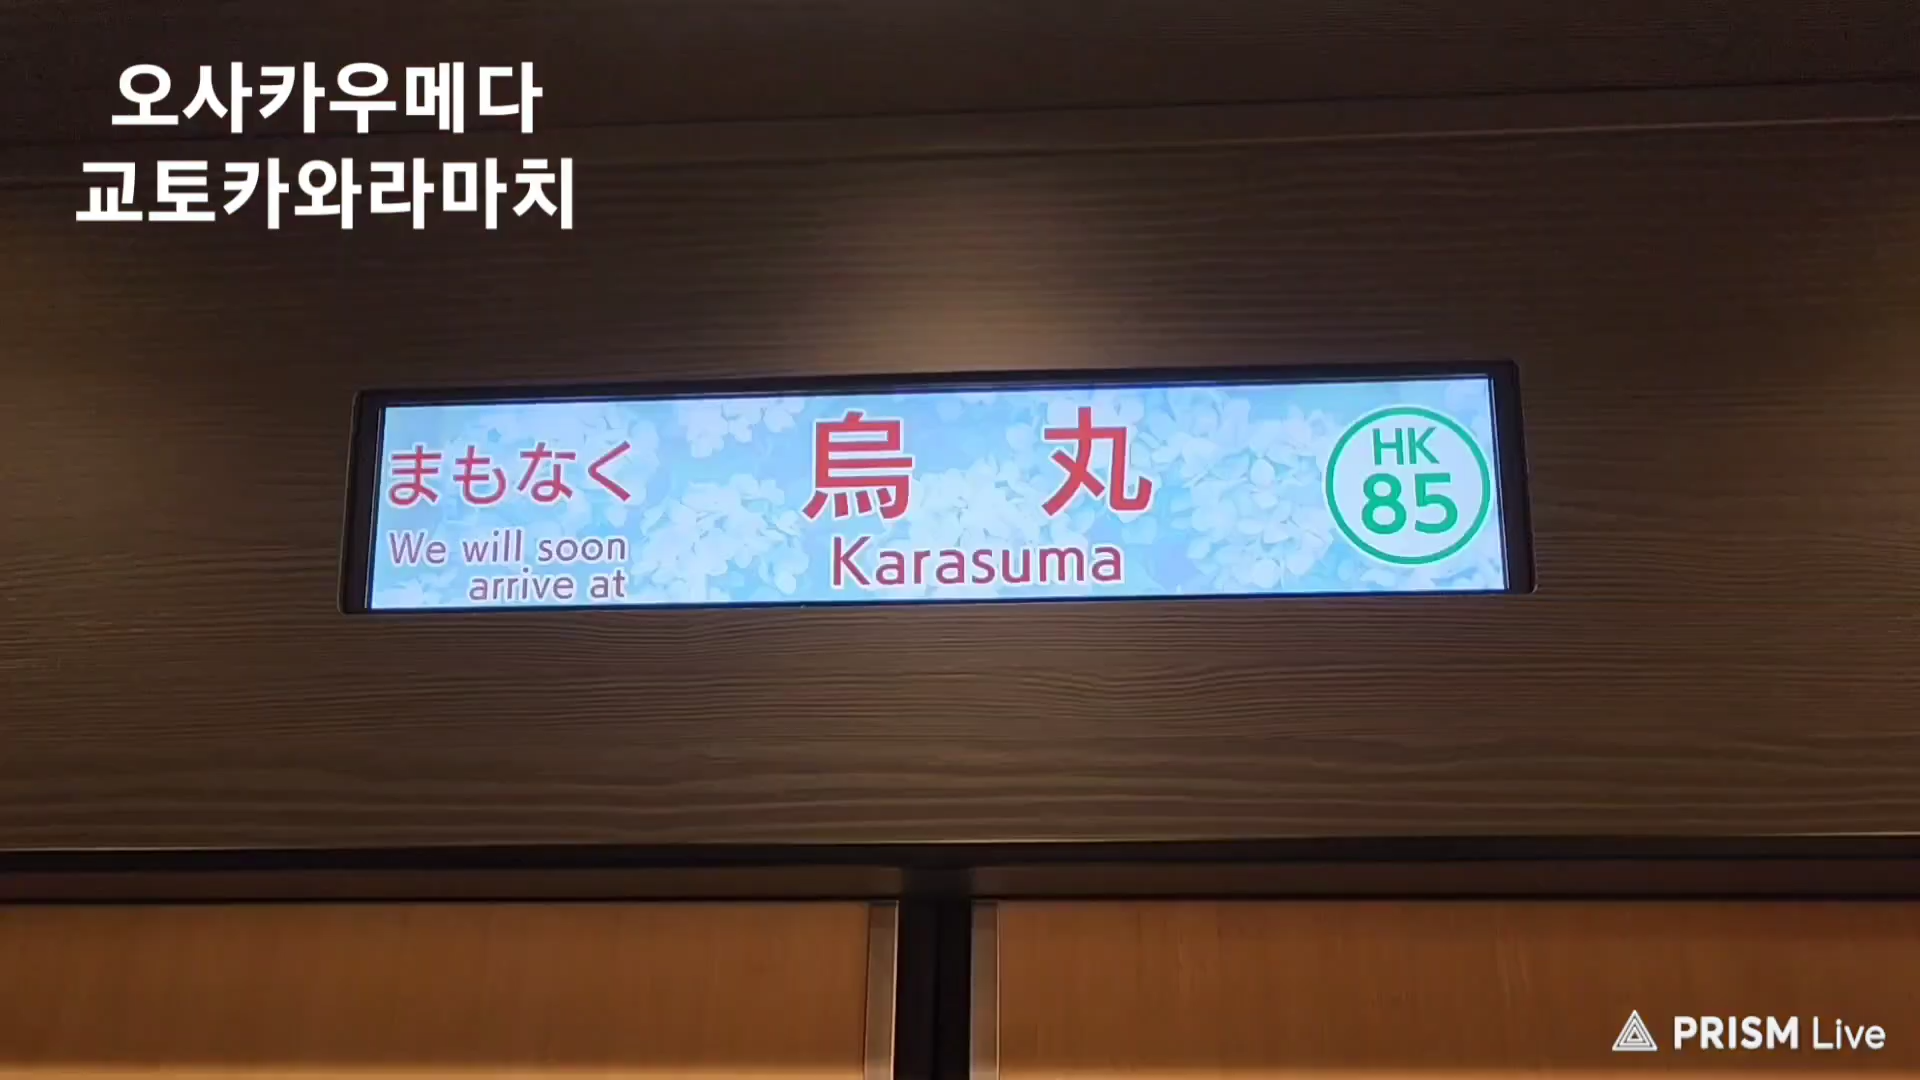 오사카우메다
교토카와라마치
まもなく
We will soon
arrive at
烏丸
Karasuma
HK
85
PRISM Live